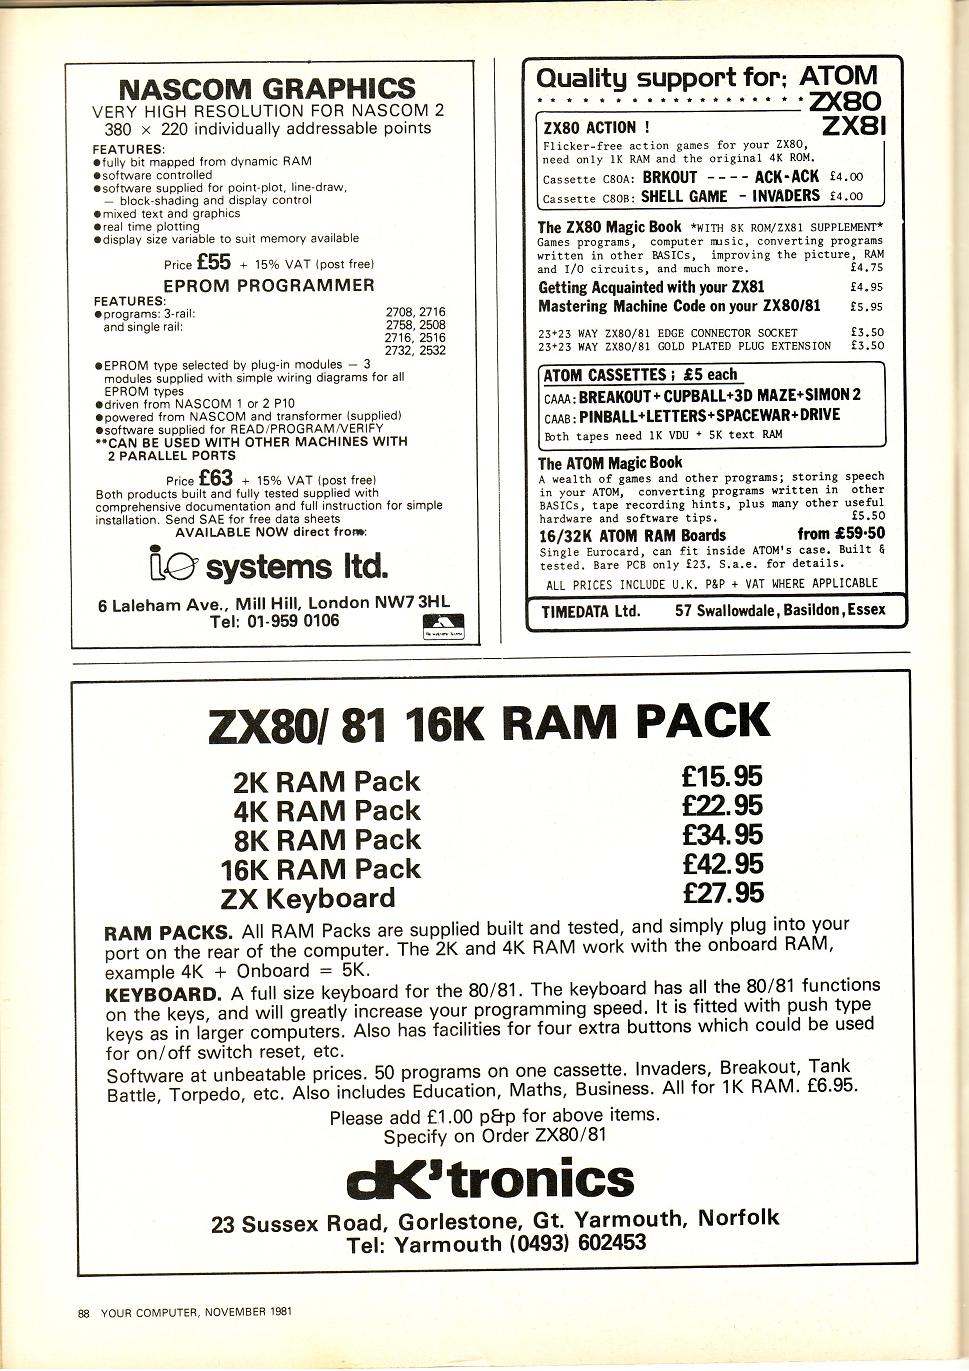 NASCOM GRAPHICS
VERY HIGH RESOLUTION FOR NASCOM 2
380 × 220 individually addressable points
FEATURES:
●fully bit mapped from dynamic RAM
●software controlled
●software supplied for point-plot, line-draw,
— block-shading and display control
●mixed text and graphics
●real time plotting
●display size variable to suit memory available
Price £55 + 15% VAT (post free)
EPROM PROGRAMMER
FEATURES:
●programs: 3-rail: 2708, 2716
and single rail: 2758, 2508
2716, 2516
2732, 2532
●EPROM type selected by plug-in modules — 3
modules supplied with simple wiring diagrams for all
EPROM types
●driven from NASCOM 1 or 2 P10
●powered from NASCOM and transformer (supplied)
●software supplied for READ/PROGRAM/VERIFY
**CAN BE USED WITH OTHER MACHINES WITH
2 PARALLEL PORTS
Price £63 + 15% VAT (post free)
Both products built and fully tested supplied with
comprehensive documentation and full instruction for simple
installation. Send SAE for free data sheets
AVAILABLE NOW direct from:
io systems ltd.
6 Laleham Ave., Mill Hill, London NW7 3HL
Tel: 01-959 0106
Quality support for; ATOM
ZX80
ZX81
ZX80 ACTION !
Flicker-free action games for your ZX80,
need only 1K RAM and the original 4K ROM.
Cassette C80A: BRKOUT ---- ACK-ACK £4.00
Cassette C80B: SHELL GAME - INVADERS £4.00
The ZX80 Magic Book *WITH 8K ROM/ZX81 SUPPLEMENT*
Games programs, computer music, converting programs
written in other BASICs, improving the picture, RAM
and I/O circuits, and much more. £4.75
Getting Acquainted with your ZX81 £4.95
Mastering Machine Code on your ZX80/81 £5.95
23+23 WAY ZX80/81 EDGE CONNECTOR SOCKET £3.50
23+23 WAY ZX80/81 GOLD PLATED PLUG EXTENSION £3.50
ATOM CASSETTES ; £5 each
CAAA: BREAKOUT+CUPBALL+3D MAZE+SIMON 2
CAAB: PINBALL+LETTERS+SPACEWAR+DRIVE
Both tapes need 1K VDU + 5K text RAM
The ATOM Magic Book
A wealth of games and other programs; storing speech
in your ATOM, converting programs written in other
BASICs, tape recording hints, plus many other useful
hardware and software tips. £5.50
16/32K ATOM RAM Boards from £59·50
Single Eurocard, can fit inside ATOM's case. Built &
tested. Bare PCB only £23. S.a.e. for details.
ALL PRICES INCLUDE U.K. P&P + VAT WHERE APPLICABLE
TIMEDATA Ltd. 57 Swallowdale, Basildon, Essex
ZX80/ 81 16K RAM PACK
2K RAM Pack £15.95
4K RAM Pack £22.95
8K RAM Pack £34.95
16K RAM Pack £42.95
ZX Keyboard £27.95
RAM PACKS. All RAM Packs are supplied built and tested, and simply plug into your
port on the rear of the computer. The 2K and 4K RAM work with the onboard RAM,
example 4K + Onboard = 5K.
KEYBOARD. A full size keyboard for the 80/81. The keyboard has all the 80/81 functions
on the keys, and will greatly increase your programming speed. It is fitted with push type
keys as in larger computers. Also has facilities for four extra buttons which could be used
for on/off switch reset, etc.
Software at unbeatable prices. 50 programs on one cassette. Invaders, Breakout, Tank
Battle, Torpedo, etc. Also includes Education, Maths, Business. All for 1K RAM. £6.95.
Please add £1.00 p&p for above items.
Specify on Order ZX80/81
dK'tronics
23 Sussex Road, Gorlestone, Gt. Yarmouth, Norfolk
Tel: Yarmouth (0493) 602453
88 YOUR COMPUTER, NOVEMBER 1981